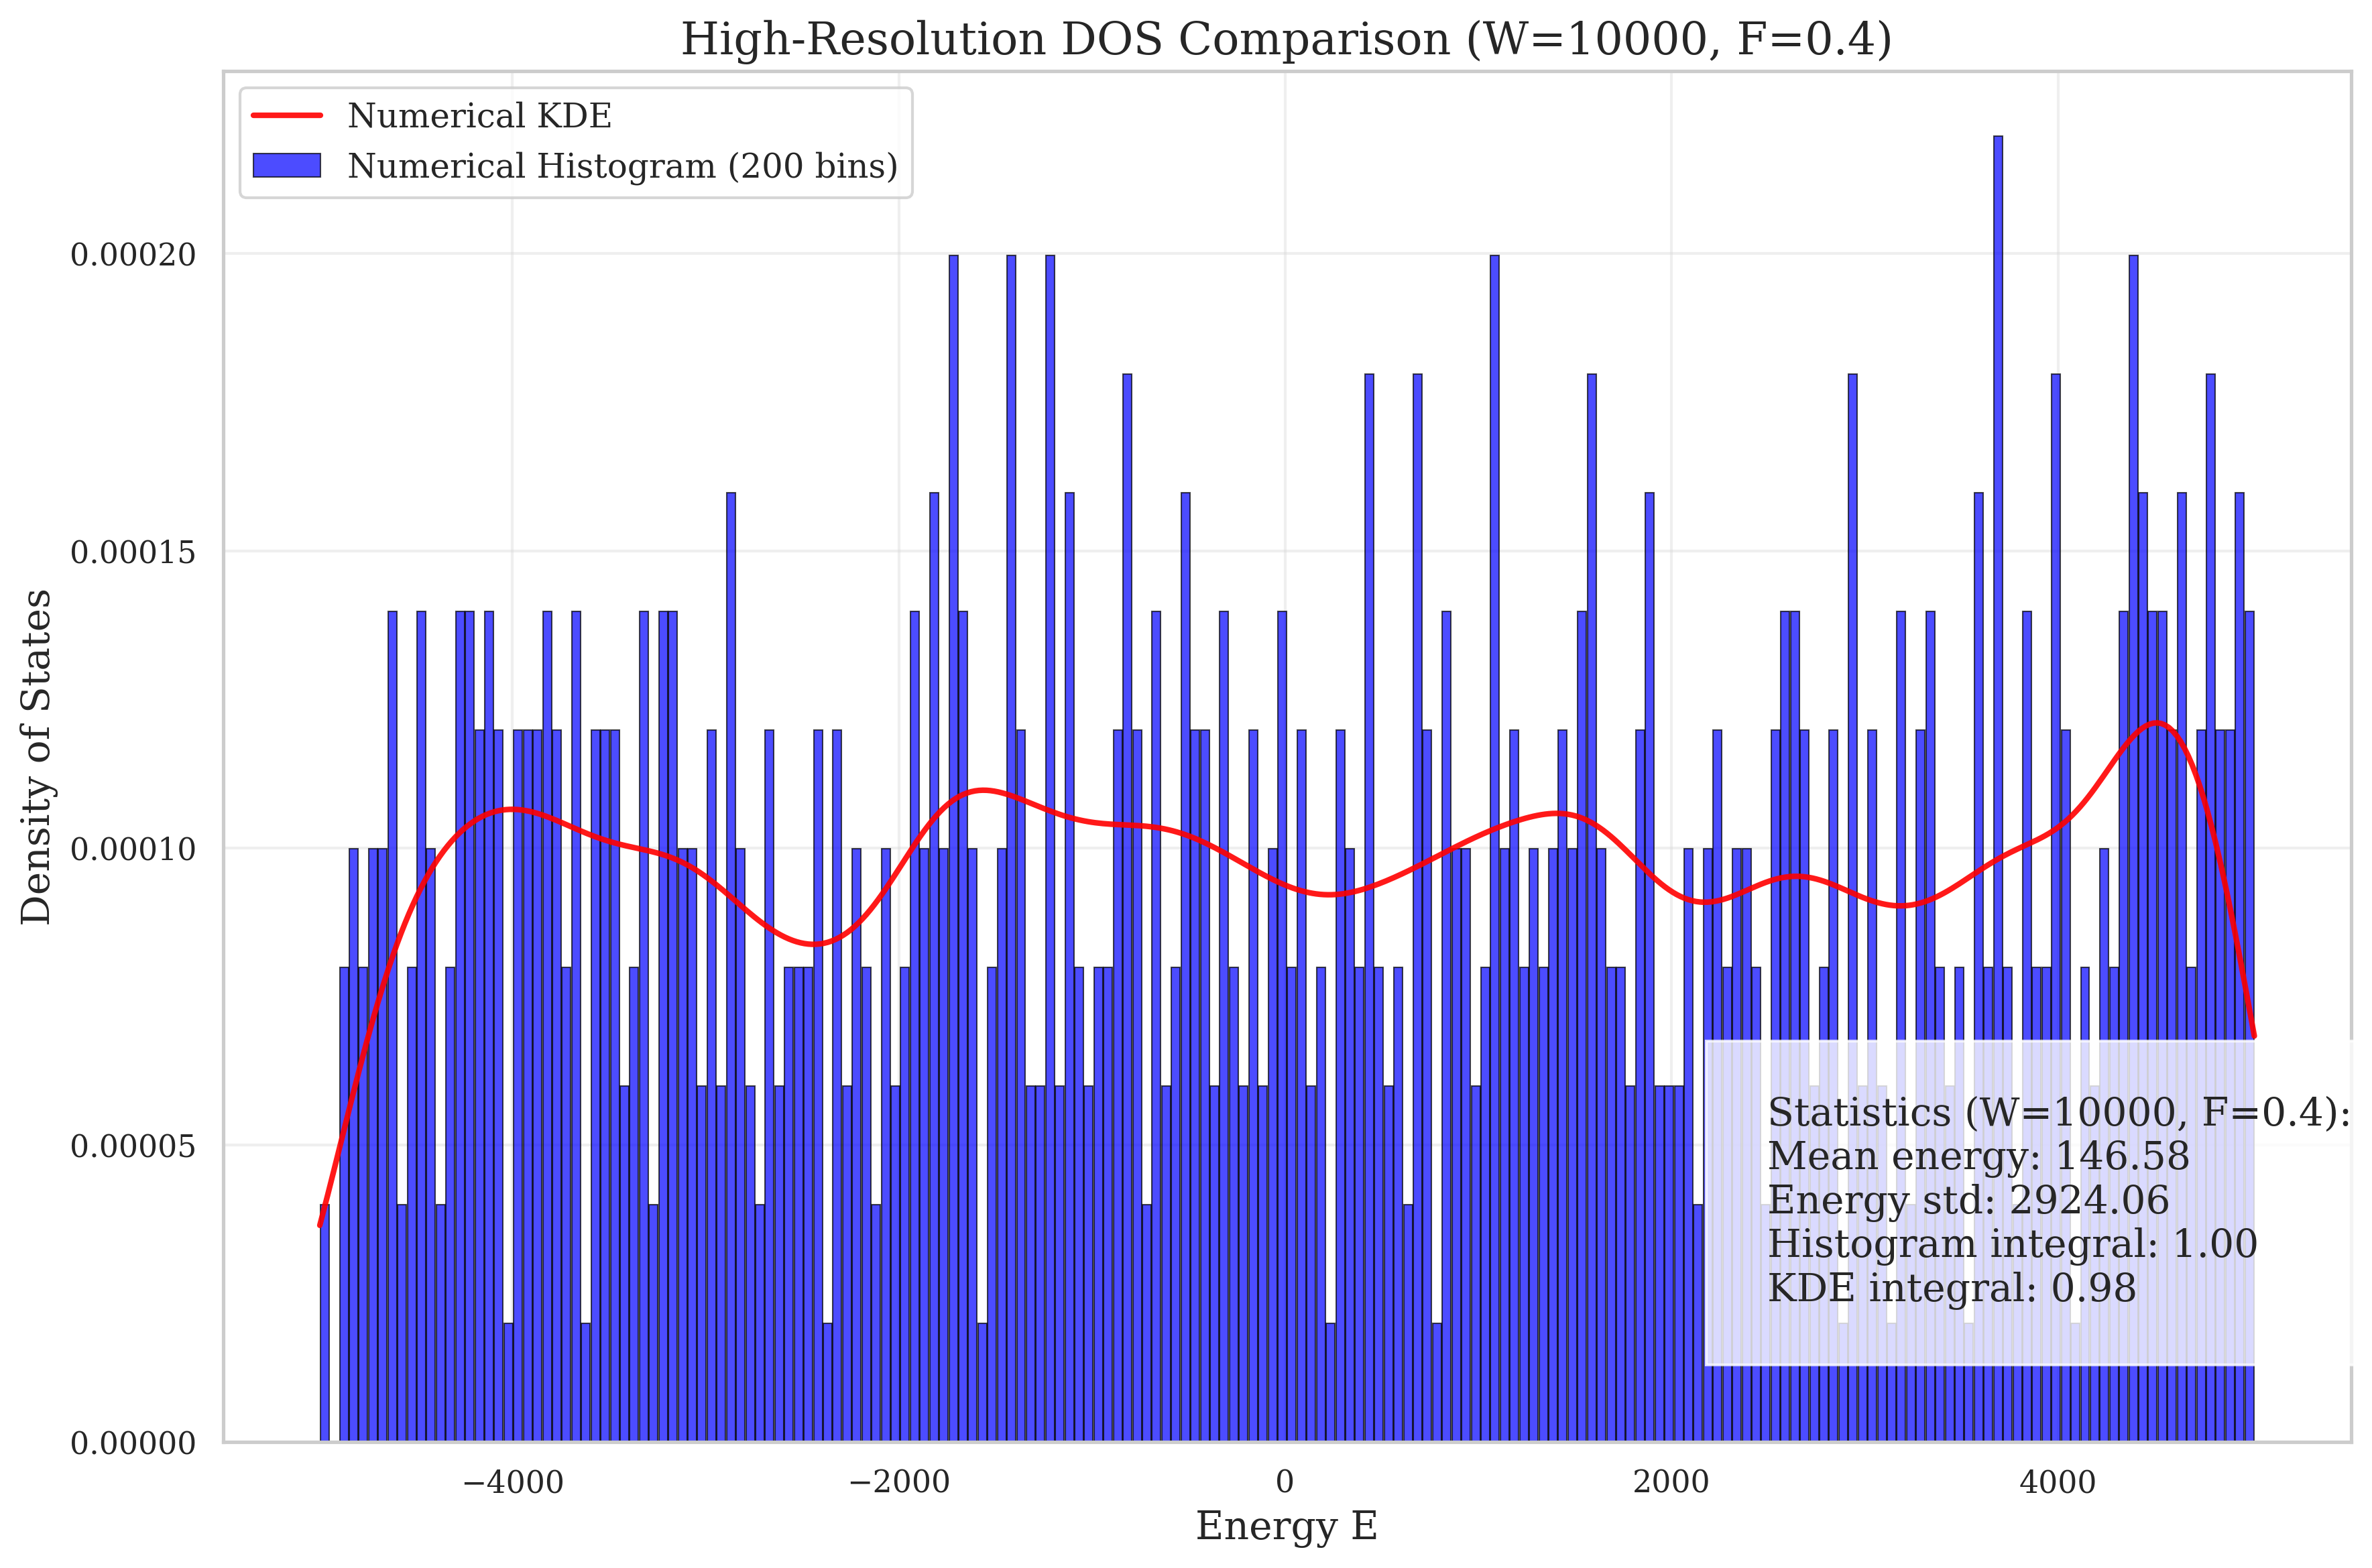 High-Resolution DOS Comparison (W=10000, F=0.4)
Numerical KDE
Numerical Histogram (200 bins)
Density of States
0.00020
0.00015
0.00010
0.00005
0.00000
Statistics (W=10000, F=0.4):
Mean energy: 146.58
Energy std: 2924.06
Histogram integral: 1.00
KDE integral: 0.98
−4000
−2000
0
2000
4000
Energy E